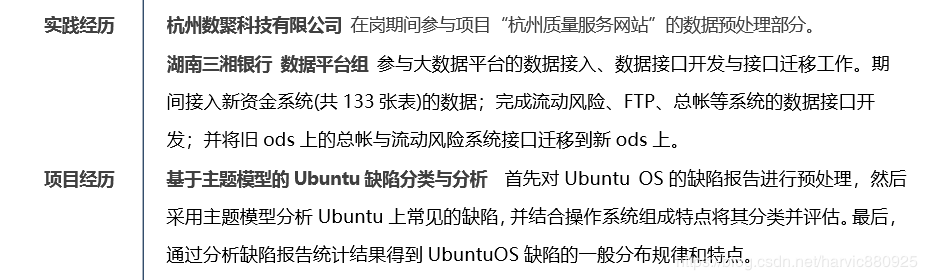 实践经历 杭州数聚科技有限公司 在岗期间参与项目“杭州质量服务网站”的数据预处理部分。
湖南三湘银行 数据平台组 参与大数据平台的数据接入、数据接口开发与接口迁移工作。期
间接入新资金系统(共 133 张表)的数据；完成流动风险、FTP、总帐等系统的数据接口开
发；并将旧 ods 上的总帐与流动风险系统接口迁移到新 ods 上。
项目经历 基于主题模型的 Ubuntu 缺陷分类与分析 首先对 Ubuntu OS 的缺陷报告进行预处理，然后
采用主题模型分析 Ubuntu 上常见的缺陷，并结合操作系统组成特点将其分类并评估。最后，
通过分析缺陷报告统计结果得到 UbuntuOS 缺陷的一般分布规律和特点。
https://blog.csdn.net/harvic880925